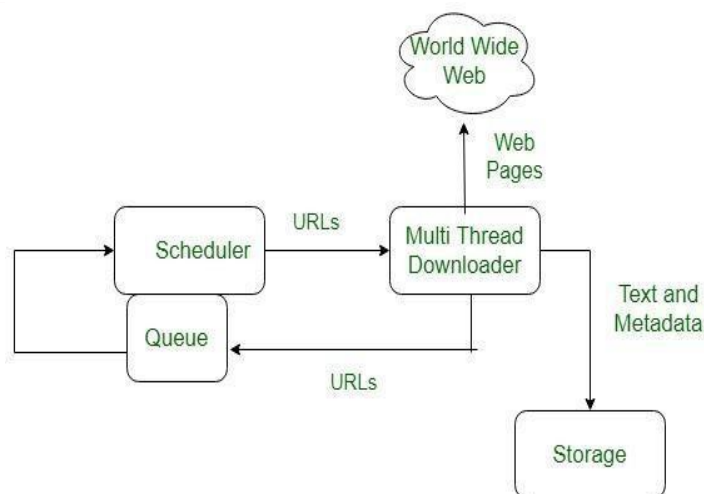 World Wide
Web
Web
Pages
URLs
Scheduler
Multi Thread
Downloader
Text and
Metadata
Queue
URLs
Storage